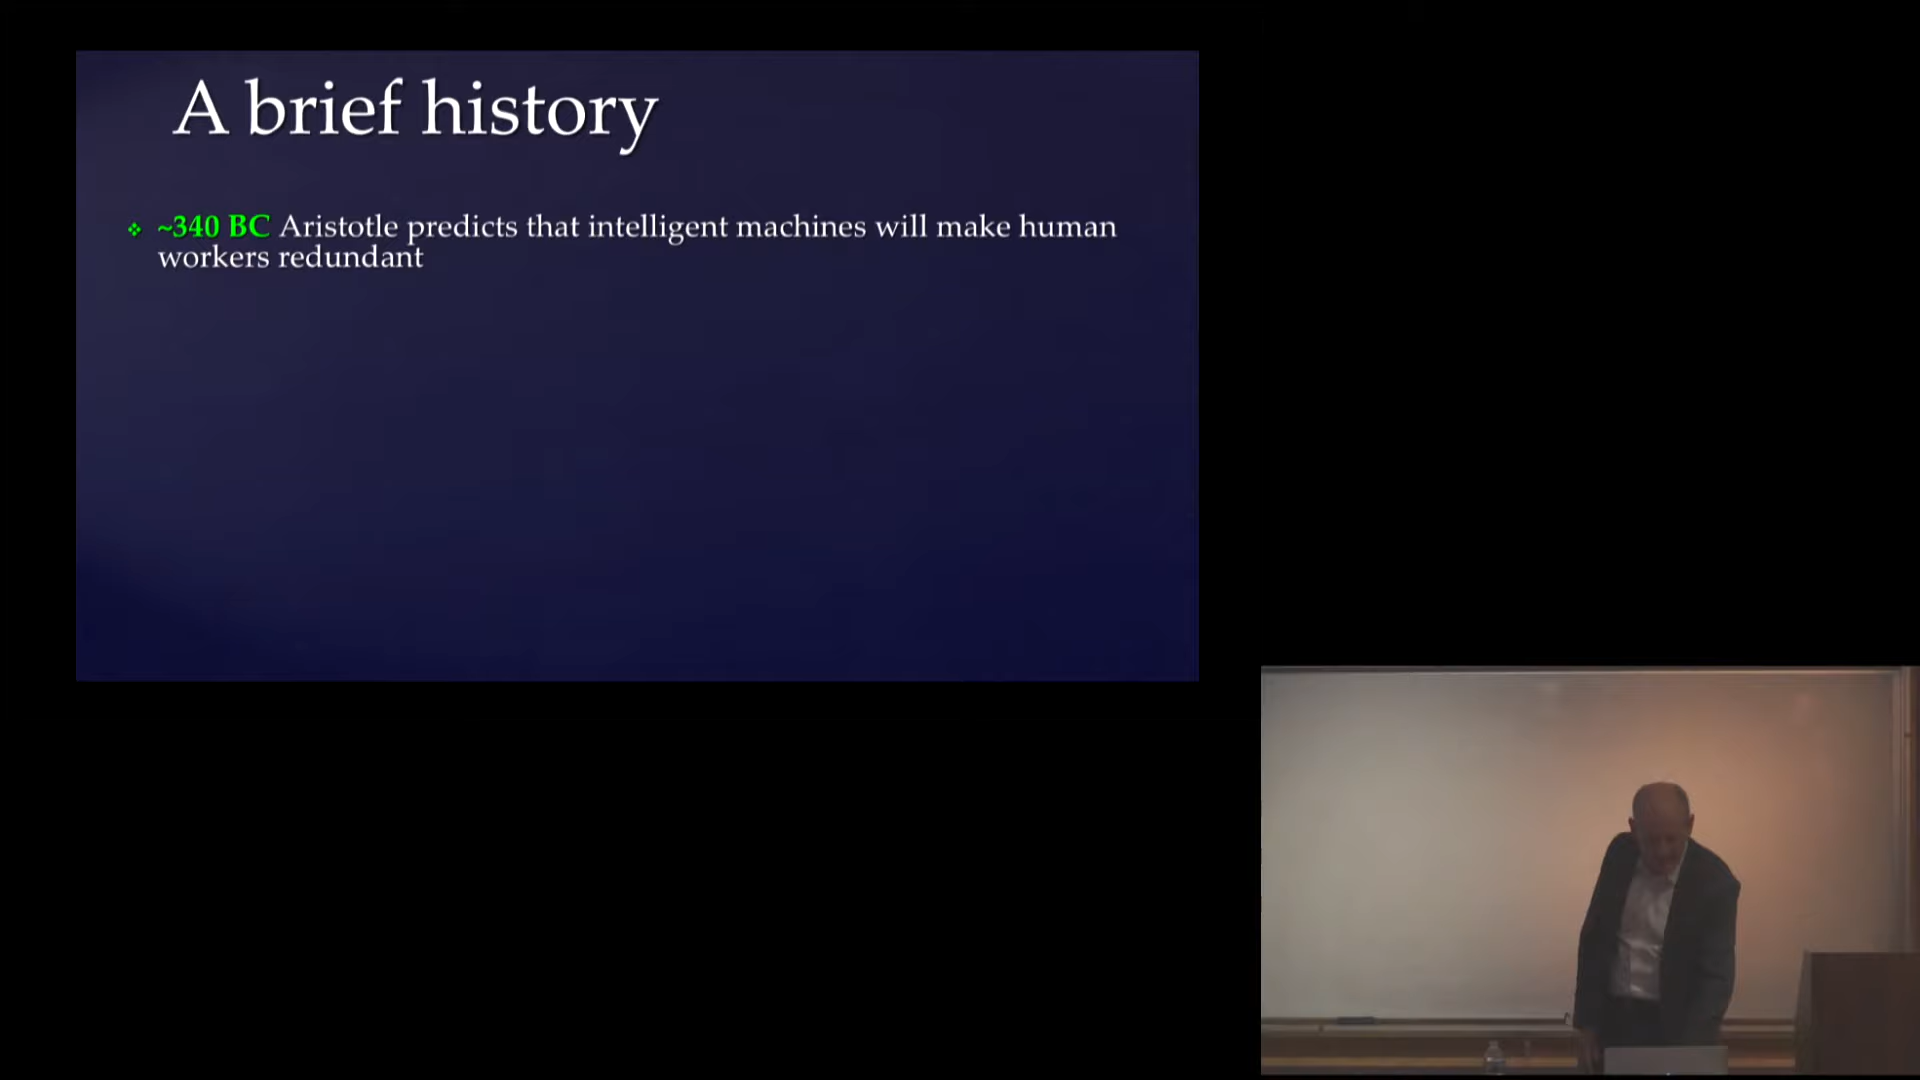 A brief history
~340 BC Aristotle predicts that intelligent machines will make human
workers redundant